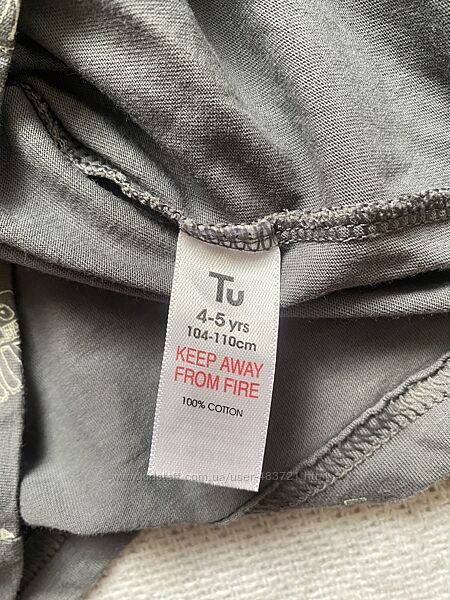 Tu
4-5 yrs
104-110cm
KEEP AWAY
FROM FIRE
100% COTTON